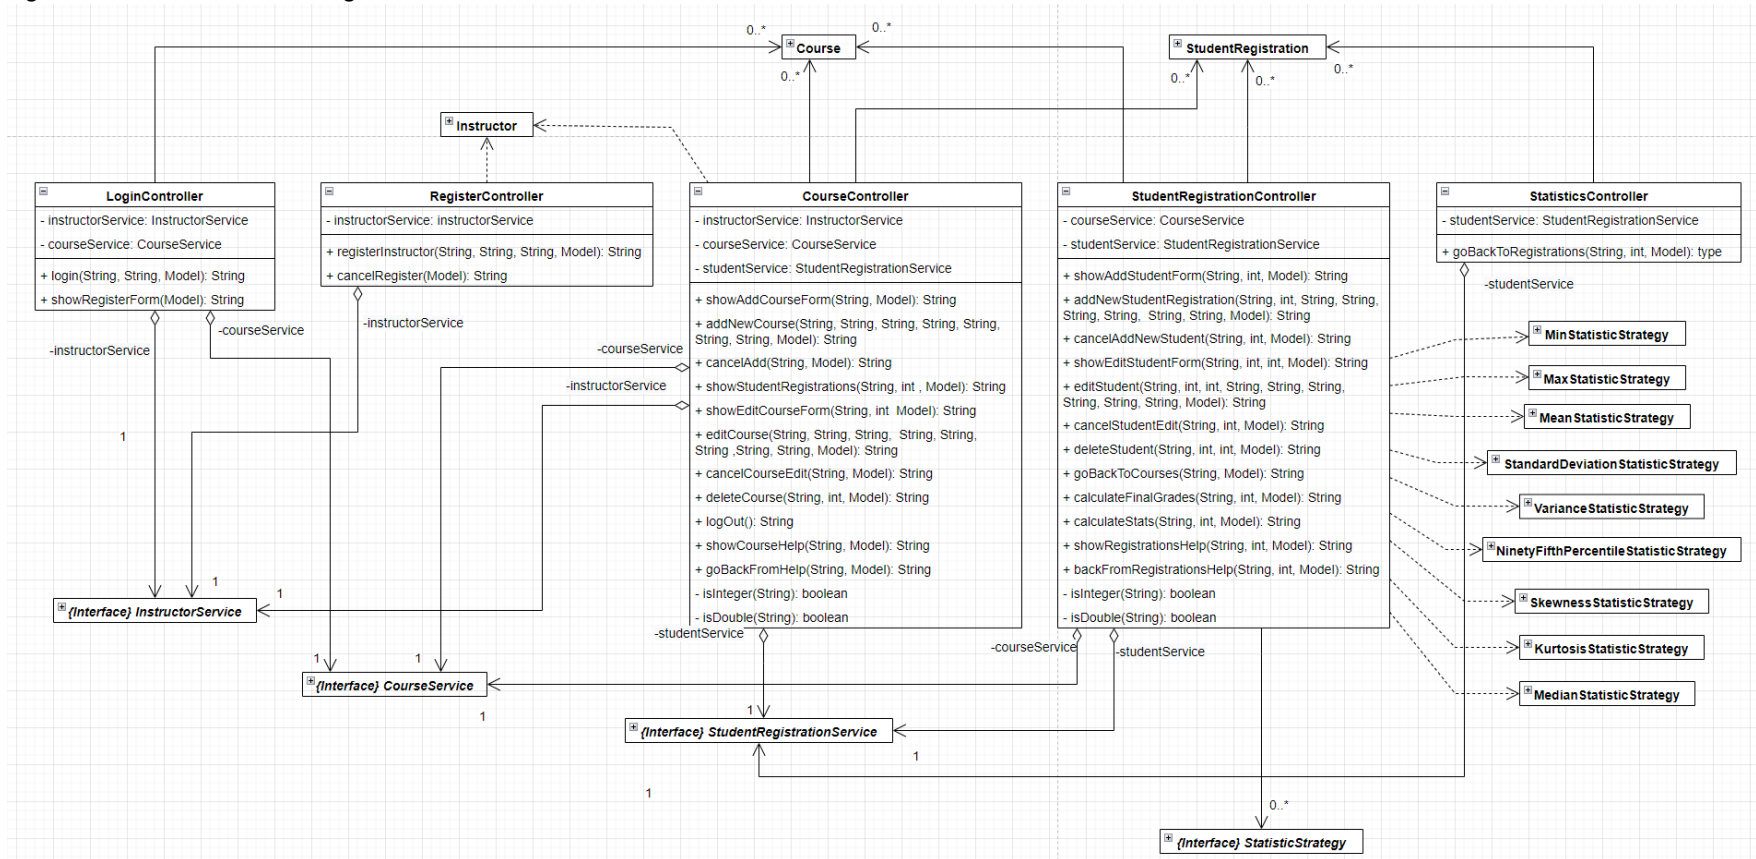 0..*
Course
0..*
0..*
StudentRegistration
0..*
0..*
0..*
Instructor
LoginController
- instructorService: InstructorService
- courseService: CourseService
+ login(String, String, Model): String
+ showRegisterForm(Model): String
RegisterController
- instructorService: instructorService
+ registerInstructor(String, String, String, Model): String
+ cancelRegister(Model): String
CourseController
- instructorService: InstructorService
- courseService: CourseService
- studentService: StudentRegistrationService
+ showAddCourseForm(String, Model): String
+ addNewCourse(String, String, String, String, String,
String, String, Model): String
+ cancelAdd(String, Model): String
+ showStudentRegistrations(String, int , Model): String
+ showEditCourseForm(String, int  Model): String
+ editCourse(String, String, String,  String, String,
String ,String, String, Model): String
+ cancelCourseEdit(String, Model): String
+ deleteCourse(String, int, Model): String
+ logOut(): String
+ showCourseHelp(String, Model): String
+ goBackFromHelp(String, Model): String
- isInteger(String): boolean
- isDouble(String): boolean
StudentRegistrationController
- courseService: CourseService
- studentService: StudentRegistrationService
+ showAddStudentForm(String, int, Model): String
+ addNewStudentRegistration(String, int, String, String,
String, String,  String, String, Model): String
+ cancelAddNewStudent(String, int, Model): String
+ showEditStudentForm(String, int, int, Model): String
+ editStudent(String, int, int, String, String, String,
String, String, String, Model): String
+ cancelStudentEdit(String, int, Model): String
+ deleteStudent(String, int, int, Model): String
+ goBackToCourses(String, Model): String
+ calculateFinalGrades(String, int, Model): String
+ calculateStats(String, int, Model): String
+ showRegistrationsHelp(String, int, Model): String
+ backFromRegistrationsHelp(String, int, Model): String
- isInteger(String): boolean
- isDouble(String): boolean
StatisticsController
- studentService: StudentRegistrationService
+ goBackToRegistrations(String, int, Model): type
-studentService
-courseService
-instructorService
-instructorService
-courseService
-instructorService
MinStatisticStrategy
MaxStatisticStrategy
MeanStatisticStrategy
StandardDeviationStatisticStrategy
VarianceStatisticStrategy
NinetyFifthPercentileStatisticStrategy
SkewnessStatisticStrategy
KurtosisStatisticStrategy
MedianStatisticStrategy
1
1
1
{Interface} InstructorService
-studentService
-courseService
-studentService
1
1
{Interface} CourseService
1
1
{Interface} StudentRegistrationService
1
1
0..*
{Interface} StatisticStrategy